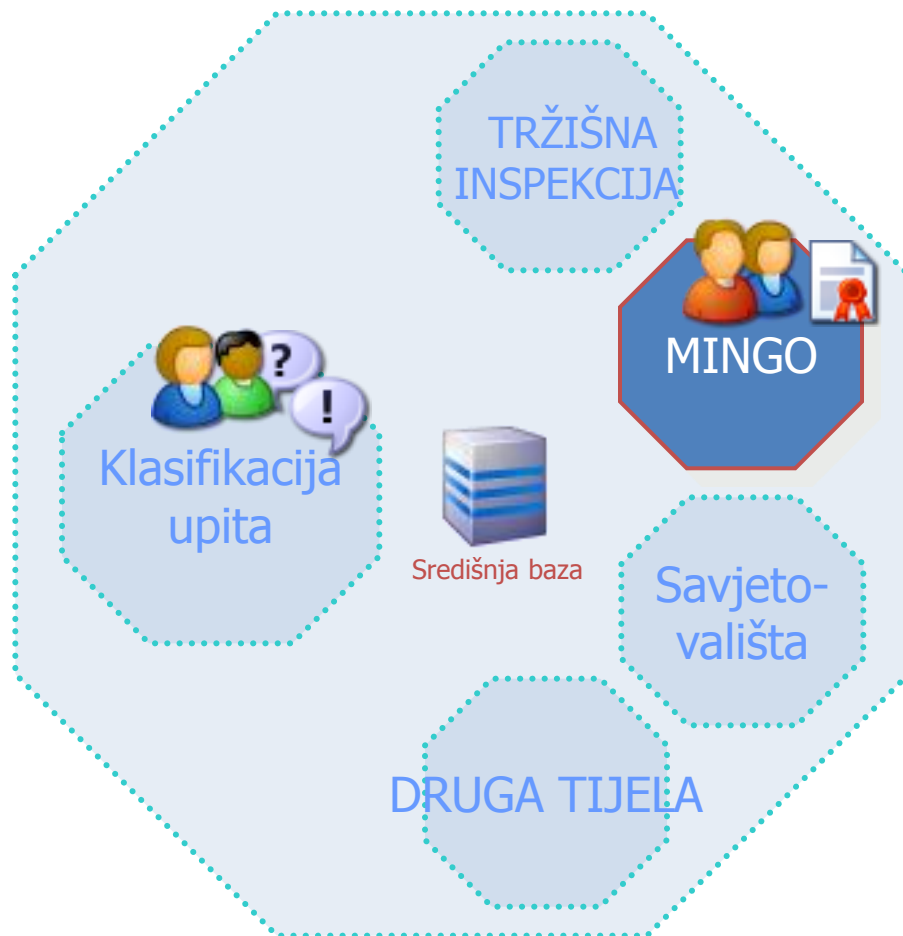 TRŽIŠNA
INSPEKCIJA
MINGO
?
!
Klasifikacija
upita
Središnja baza
Savjeto-
vališta
DRUGA TIJELA